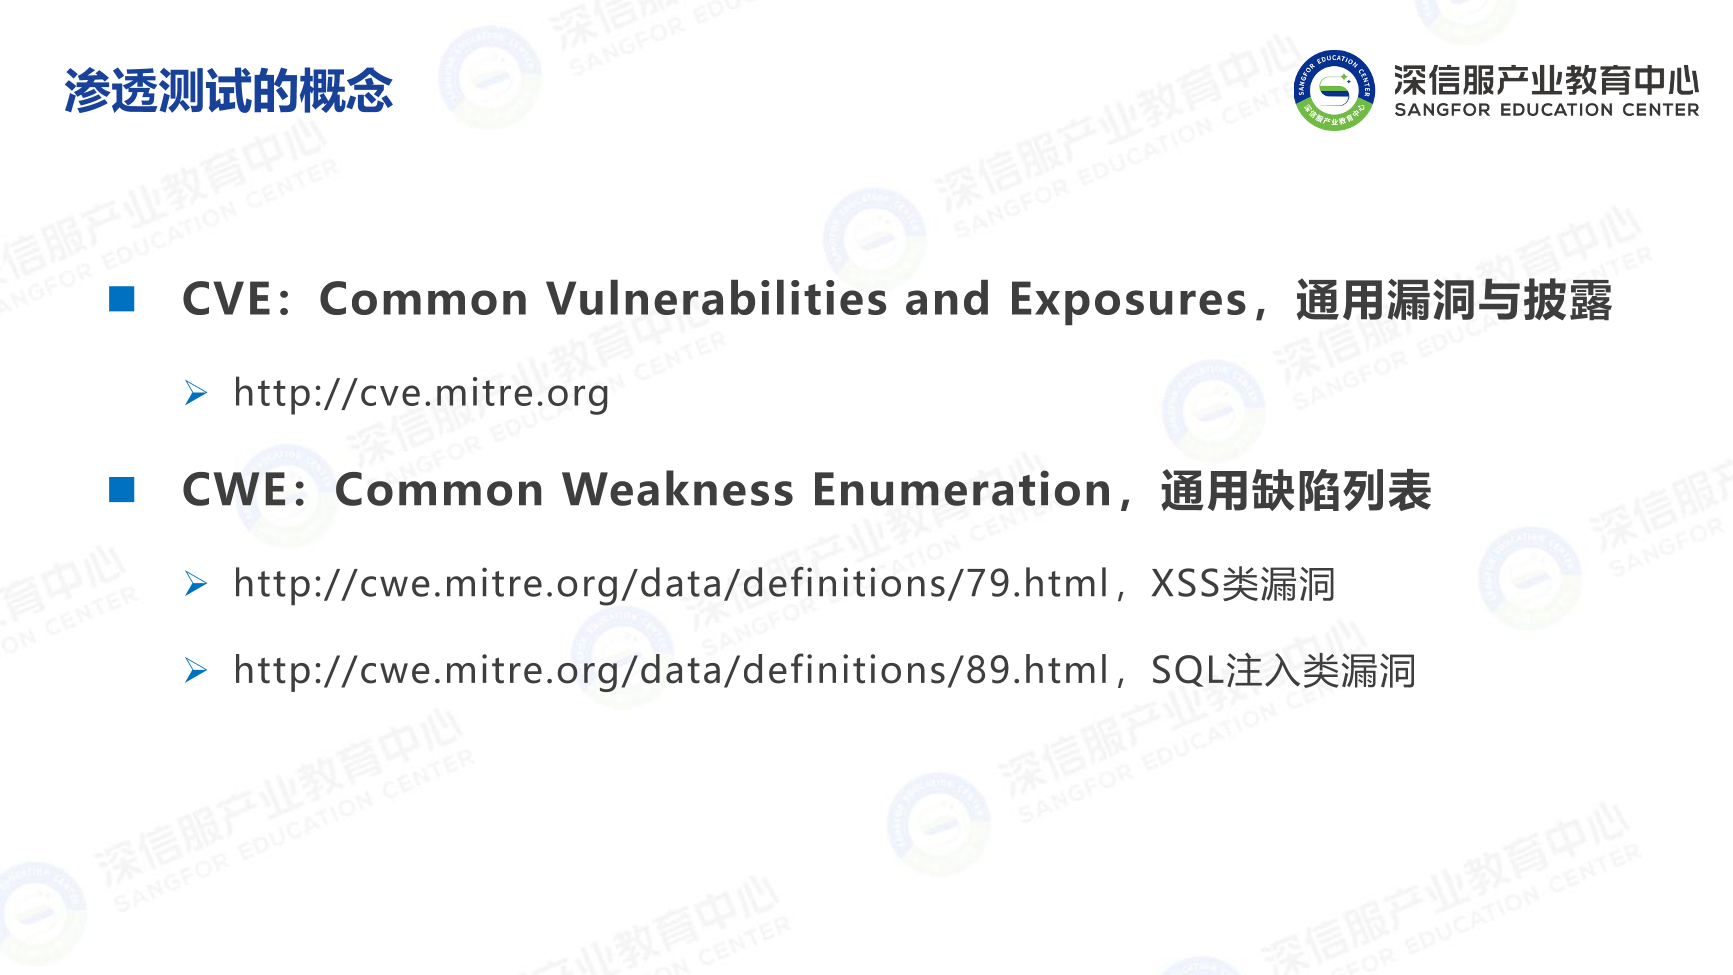 渗透测试的概念
深信服产业教育中心
SANGFOR EDUCATION CENTER
CVE：Common Vulnerabilities and Exposures，通用漏洞与披露
http://cve.mitre.org
CWE：Common Weakness Enumeration，通用缺陷列表
http://cwe.mitre.org/data/definitions/79.html，XSS类漏洞
http://cwe.mitre.org/data/definitions/89.html，SQL注入类漏洞